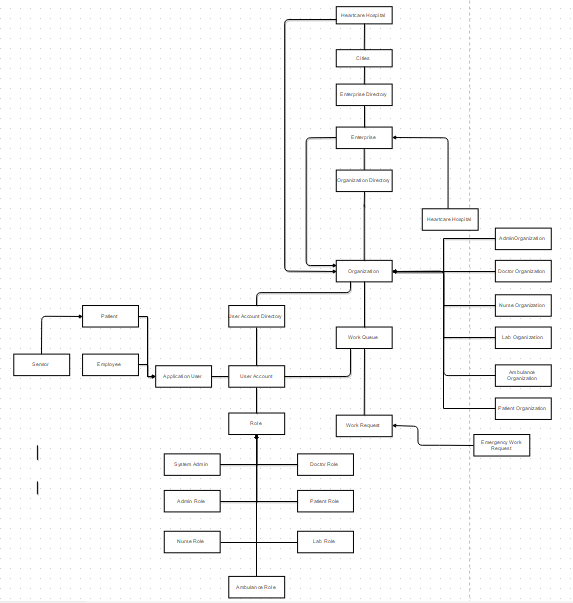 Heartcare Hospital
Cities
Enterprise Directory
Enterprise
Organization Directory
Heartcare Hospital
AdminOrganization
Organization
Doctor Organization
Nurse Organization
User Account Directory
Patient
Work Queue
Lab Organization
Sensor
Employee
Application User
User Account
Ambulance
Organization
Patient Organization
Role
Work Request
Emergency Work
Request
System Admin
Doctor Role
Admin Role
Patient Role
Nurse Role
Lab Role
Ambulance Role